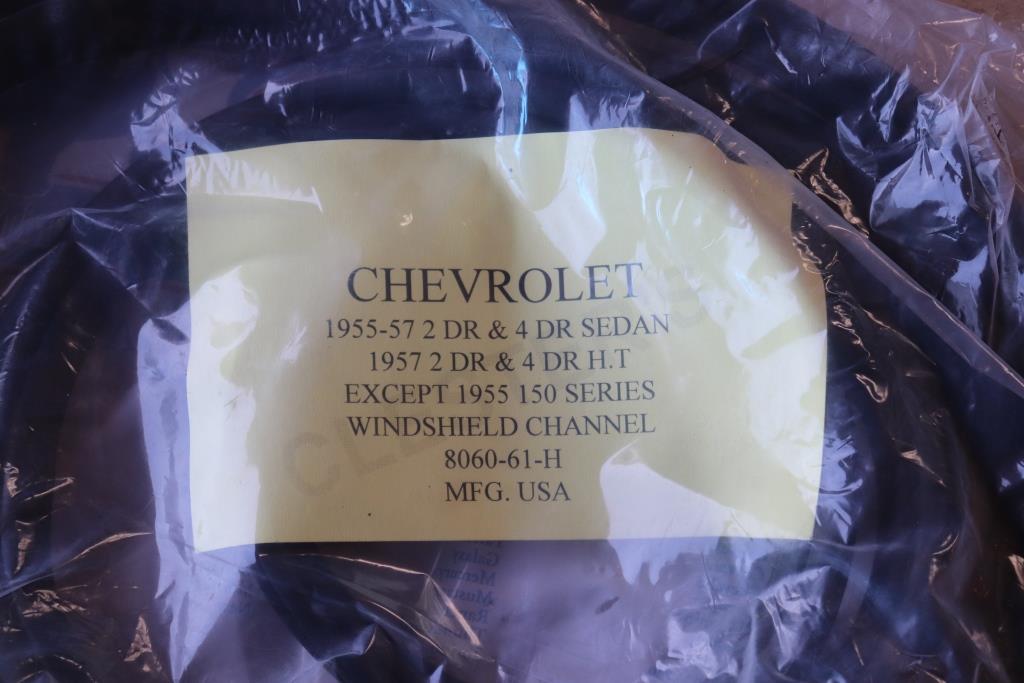 CHEVROLET
1955-57 2 DR & 4 DR SEDAN
1957 2 DR & 4 DR H.T
EXCEPT 1955 150 SERIES
WINDSHIELD CHANNEL
8060-61-H
MFG. USA
Galaxy